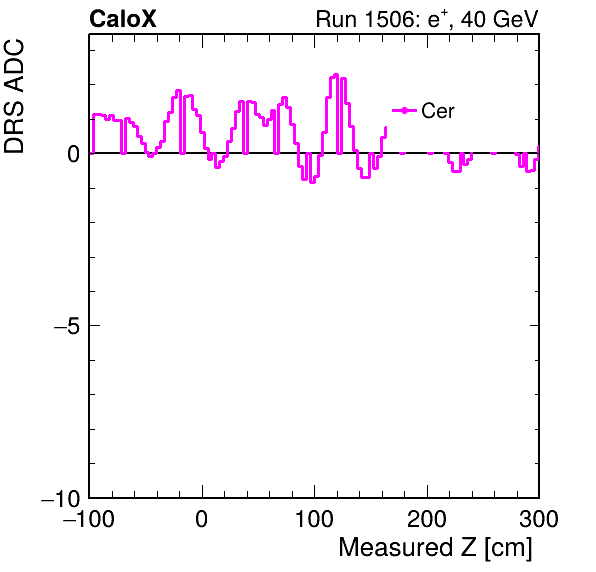 CaloX Run 1506: e⁺, 40 GeV
DRS ADC
Cer
0
−5
−10
−100 0 100 200 300
Measured Z [cm]